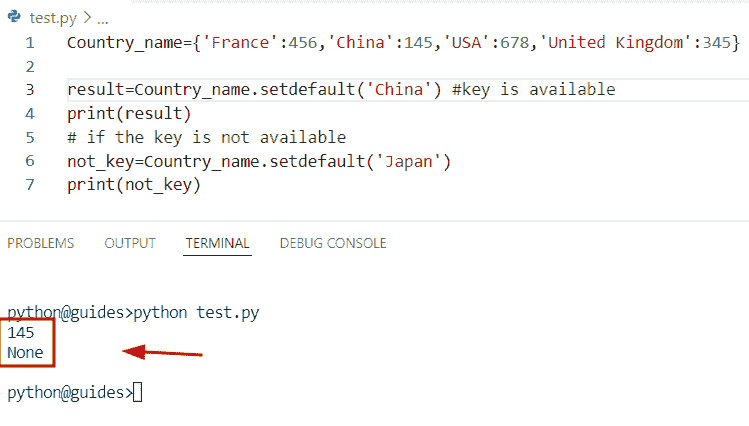 test.py > ...
1 Country_name={'France':456,'China':145,'USA':678,'United Kingdom':345}
2
3 result=Country_name.setdefault('China') #key is available
4 print(result)
5 # if the key is not available
6 not_key=Country_name.setdefault('Japan')
7 print(not_key)
PROBLEMS OUTPUT TERMINAL DEBUG CONSOLE
python@guides>python test.py
145
None
python@guides>